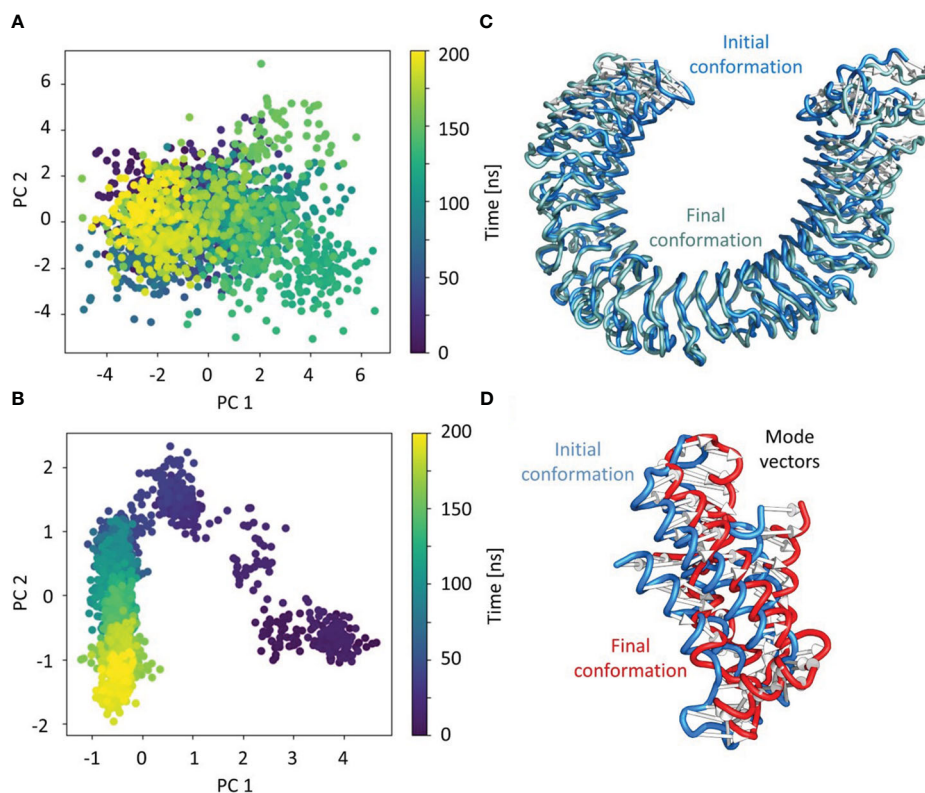 A
6
4
2
0
-2
-4
PC 2
-4 -2 0 2 4 6
PC 1
200
150
100
50
0
Time [ns]
B
2
1
0
-1
-2
PC 2
-1 0 1 2 3 4
PC 1
200
150
100
50
0
Time [ns]
C
Initial
conformation
Final
conformation
D
Initial
conformation
Mode
vectors
Final
conformation